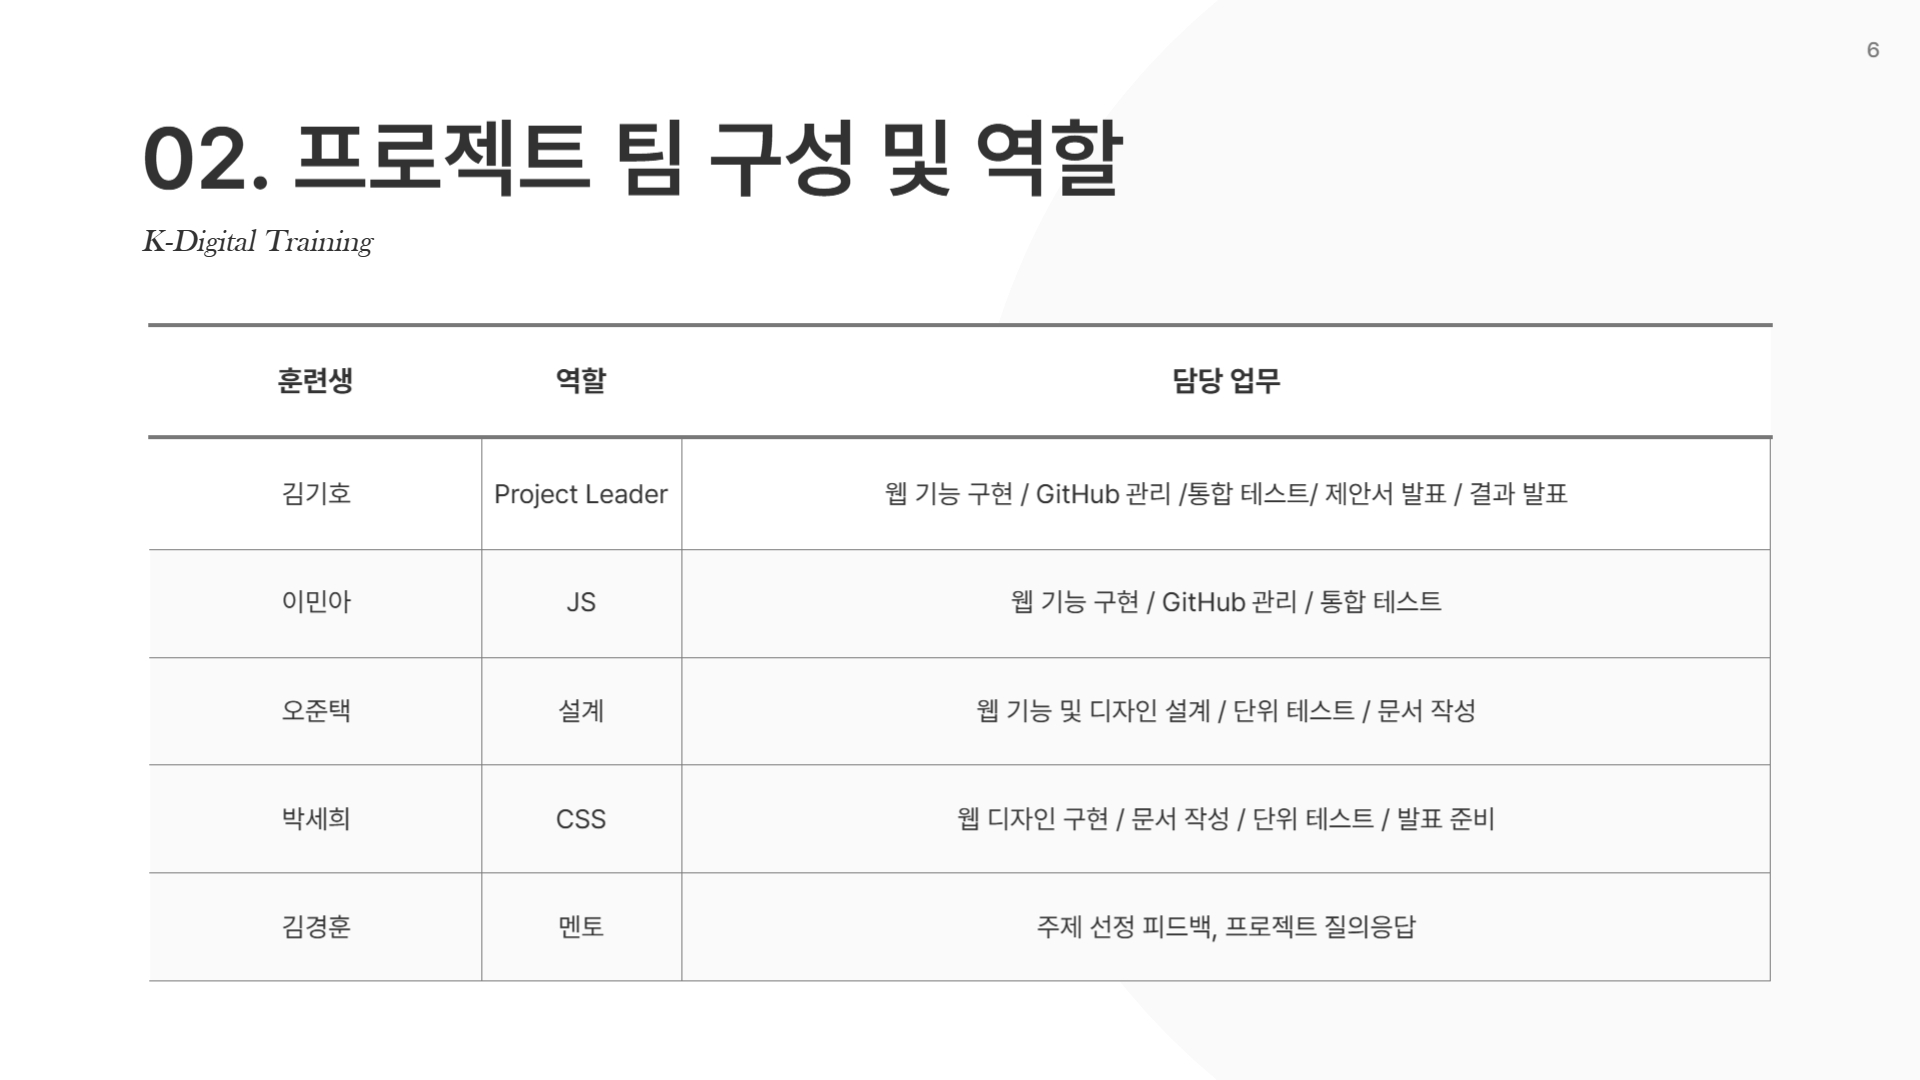 6
02. 프로젝트 팀 구성 및 역할
K-Digital Training
훈련생 역할 담당 업무
김기호 Project Leader 웹 기능 구현 / GitHub 관리 /통합 테스트/ 제안서 발표 / 결과 발표
이민아 JS 웹 기능 구현 / GitHub 관리 / 통합 테스트
오준택 설계 웹 기능 및 디자인 설계 / 단위 테스트 / 문서 작성
박세희 CSS 웹 디자인 구현 / 문서 작성 / 단위 테스트 / 발표 준비
김경훈 멘토 주제 선정 피드백, 프로젝트 질의응답